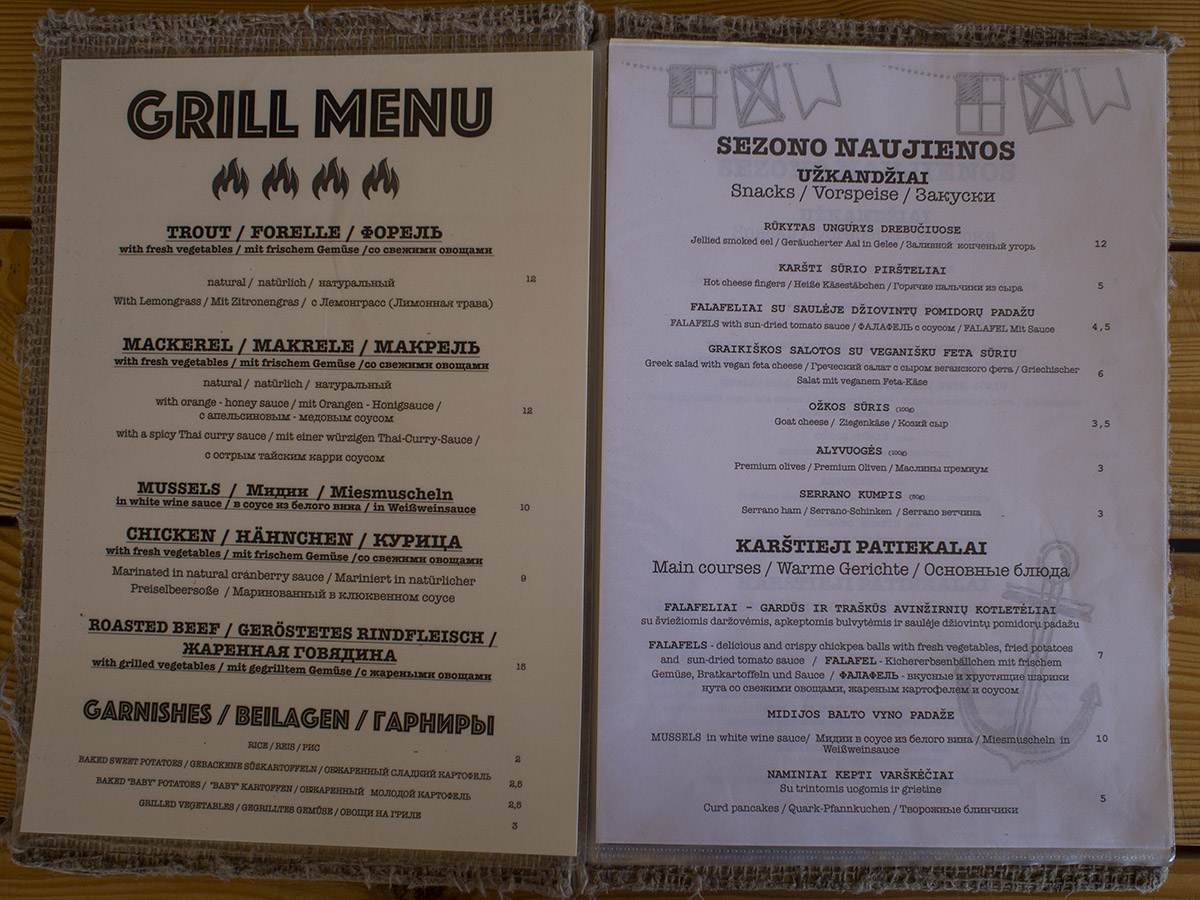 GRILL MENU
TROUT / FORELLE / ФОРЕЛЬ
with fresh vegetables / mit frischem Gemüse /со свежими овощами
natural / natürlich / натуральный 12
With Lemongrass / Mit Zitronengras / с Лемонграсс (Лимонная трава)
MACKEREL / MAKRELE / МАКРЕЛЬ
with fresh vegetables / mit frischem Gemüse /со свежими овощами
natural / natürlich / натуральный
with orange - honey sauce / mit Orangen - Honigsauce /
с апельсиновым - медовым соусом 12
with a spicy Thai curry sauce / mit einer würzigen Thai-Curry-Sauce /
с острым тайским карри соусом
MUSSELS / Мидии / Miesmuscheln
in white wine sauce / в соусе из белого вина / in Weißweinsauce 10
CHICKEN / HÄHNCHEN / КУРИЦА
with fresh vegetables / mit frischem Gemüse /со свежими овощами
Marinated in natural cranberry sauce / Mariniert in natürlicher 9
Preiselbeersoße / Маринованный в клюквенном соусе
ROASTED BEEF / GERÖSTETES RINDFLEISCH /
ЖАРЕННАЯ ГОВЯДИНА
with grilled vegetables / mit gegrilltem Gemüse /с жареными овощами 15
GARNISHES / BEILAGEN / ГАРНИРЫ
RICE / REIS / РИС 2
BAKED SWEET POTATOES / GEBACKENE SÜSKARTOFFELN / ОБЖАРЕННЫЙ СЛАДКИЙ КАРТОФЕЛЬ 2,5
BAKED "BABY" POTATOES / "BABY" KARTOFFEN / ОБЖАРЕННЫЙ МОЛОДОЙ КАРТОФЕЛЬ 2,5
GRILLED VEGETABLES / GEGRILLTES GEMÜSE / ОВОЩИ НА ГРИЛЕ 3
SEZONO NAUJIENOS
UŽKANDŽIAI
Snacks / Vorspeise / Закуски
RŪKYTAS UNGURYS DREBUČIUOSE
Jellied smoked eel / Geräucherter Aal in Gelee / Заливной копченый угорь 12
KARŠTI SŪRIO PIRŠTELIAI
Hot cheese fingers / Heiße Käsestäbchen / Горячие пальчики из сыра 5
FALAFELIAI SU SAULĖJE DŽIOVINTŲ POMIDORŲ PADAŽU
FALAFELS with sun-dried tomato sauce / ФАЛАФЕЛЬ с соусом / FALAFEL Mit Sauce 4,5
GRAIKIŠKOS SALOTOS SU VEGANIŠKU FETA SŪRIU
Greek salad with vegan feta cheese / Греческий салат с сыром веганского фета / Griechischer 6
Salat mit veganem Feta-Käse
OŽKOS SŪRIS (100g)
Goat cheese / Ziegenkäse / Козий сыр 3,5
ALYVUOGĖS (100g)
Premium olives / Premium Oliven / Маслины премиум 3
SERRANO KUMPIS (50g)
Serrano ham / Serrano-Schinken / Serrano ветчина 3
KARŠTIEJI PATIEKALAI
Main courses / Warme Gerichte / Основные блюда
FALAFELIAI - GARDŪS IR TRAŠKŪS AVINŽIRNIŲ KOTLETĖLIAI
su šviežiomis daržovėmis, apkeptomis bulvytėmis ir saulėje džiovintų pomidorų padažu
FALAFELS - delicious and crispy chickpea balls with fresh vegetables, fried potatoes
and sun-dried tomato sauce / FALAFEL - Kichererbsenbällchen mit frischem 7
Gemüse, Bratkartoffeln und Sauce / ФАЛАФЕЛЬ - вкусные и хрустящие шарики
нута со свежими овощами, жареным картофелем и соусом
MIDIJOS BALTO VYNO PADAŽE
MUSSELS in white wine sauce/ Мидии в соусе из белого вина / Miesmuscheln in 10
Weißweinsauce
NAMINIAI KEPTI VARŠKĖČIAI
Su trintomis uogomis ir grietine
Curd pancakes / Quark-Pfannkuchen / Творожные блинчики 5